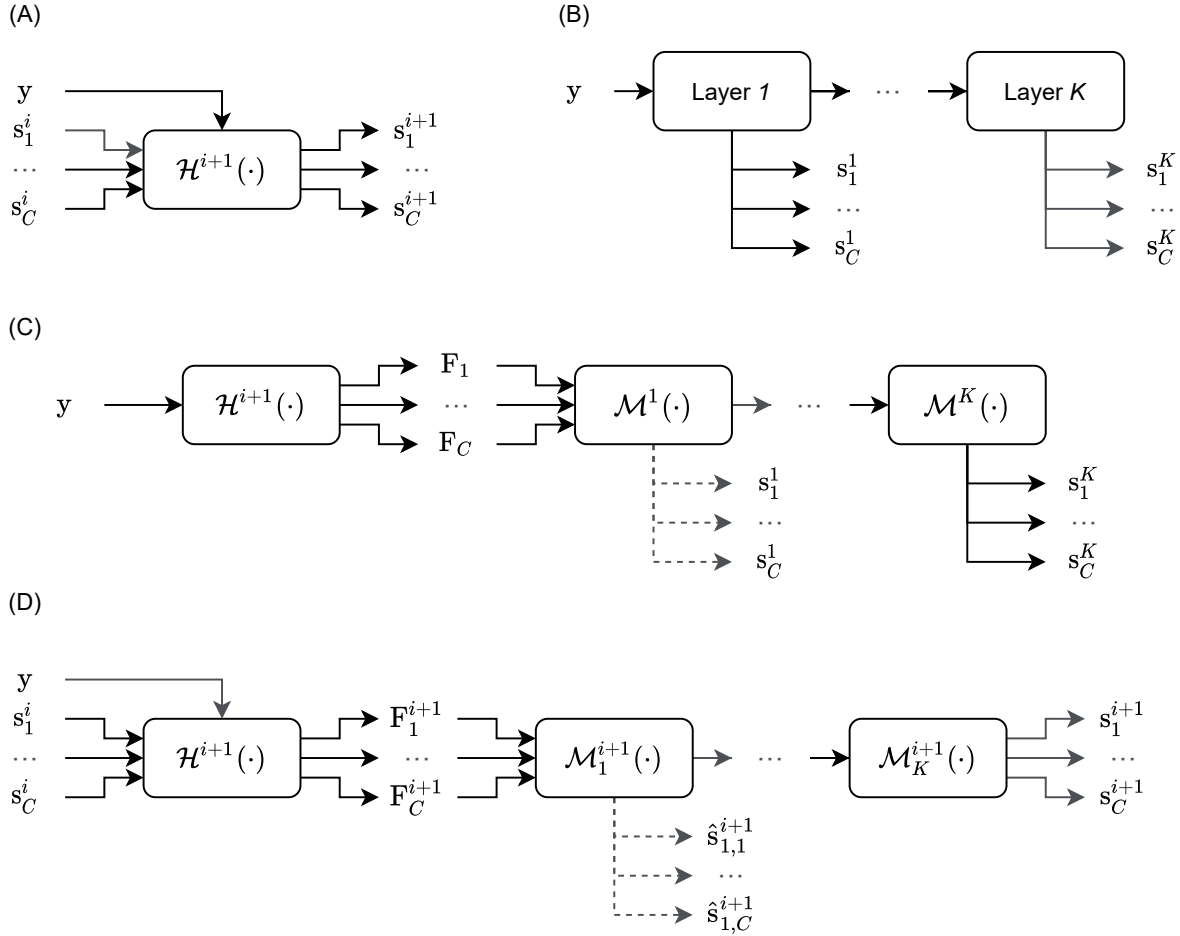 (A)
y
s_1^i
...
s_C^i
ℋ^{i+1}(·)
s_1^{i+1}
...
s_C^{i+1}
(B)
y
Layer 1
...
Layer K
s_1^1
...
s_C^1
s_1^K
...
s_C^K
(C)
y
ℋ^{i+1}(·)
F_1
...
F_C
ℳ^1(·)
...
ℳ^K(·)
s_1^1
...
s_C^1
s_1^K
...
s_C^K
(D)
y
s_1^i
...
s_C^i
ℋ^{i+1}(·)
F_1^{i+1}
...
F_C^{i+1}
ℳ_1^{i+1}(·)
...
ℳ_K^{i+1}(·)
s_1^{i+1}
...
s_C^{i+1}
ŝ_{1,1}^{i+1}
...
ŝ_{1,C}^{i+1}